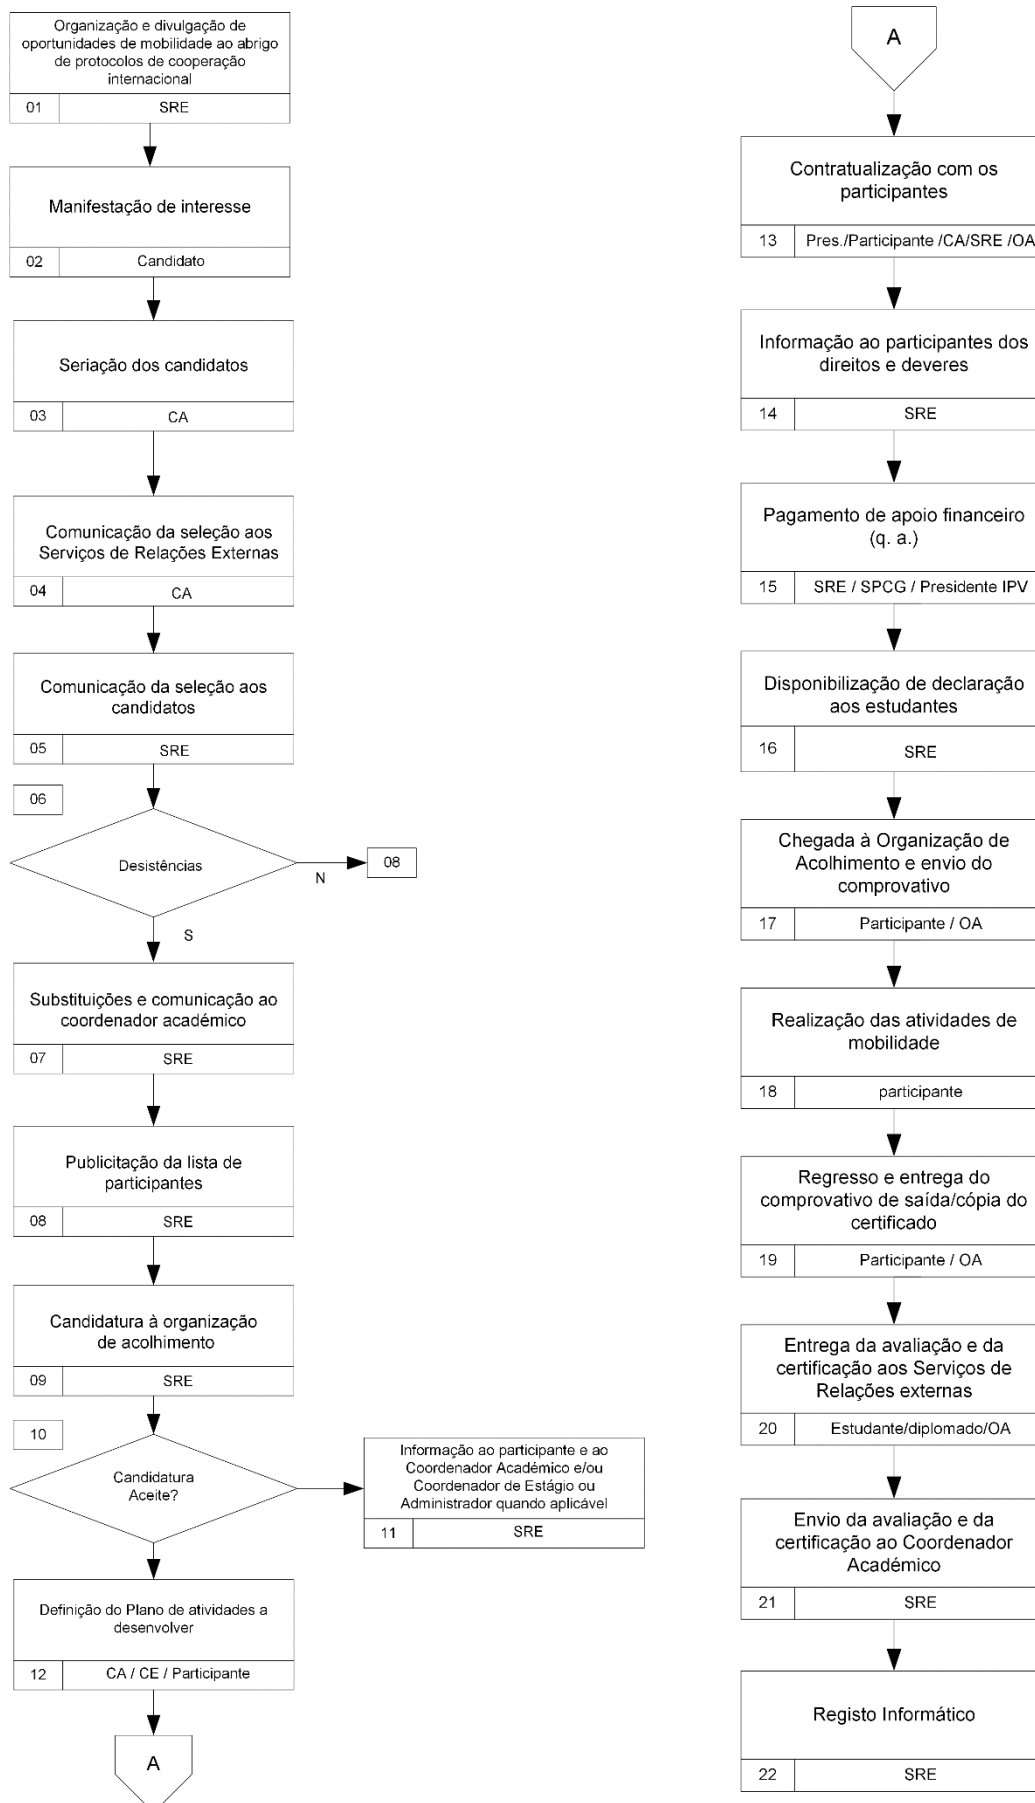 Organização e divulgação de
oportunidades de mobilidade ao abrigo
de protocolos de cooperação
internacional
01 SRE
Manifestação de interesse
02 Candidato
Seriação dos candidatos
03 CA
Comunicação da seleção aos
Serviços de Relações Externas
04 CA
Comunicação da seleção aos
candidatos
05 SRE
06
Desistências
N
08
S
Substituições e comunicação ao
coordenador académico
07 SRE
Publicitação da lista de
participantes
08 SRE
Candidatura à organização
de acolhimento
09 SRE
10
Candidatura
Aceite?
Informação ao participante e ao
Coordenador Académico e/ou
Coordenador de Estágio ou
Administrador quando aplicável
11 SRE
Definição do Plano de atividades a
desenvolver
12 CA / CE / Participante
A
A
Contratualização com os
participantes
13 Pres./Participante /CA/SRE /OA
Informação ao participantes dos
direitos e deveres
14 SRE
Pagamento de apoio financeiro
(q. a.)
15 SRE / SPCG / Presidente IPV
Disponibilização de declaração
aos estudantes
16 SRE
Chegada à Organização de
Acolhimento e envio do
comprovativo
17 Participante / OA
Realização das atividades de
mobilidade
18 participante
Regresso e entrega do
comprovativo de saída/cópia do
certificado
19 Participante / OA
Entrega da avaliação e da
certificação aos Serviços de
Relações externas
20 Estudante/diplomado/OA
Envio da avaliação e da
certificação ao Coordenador
Académico
21 SRE
Registo Informático
22 SRE